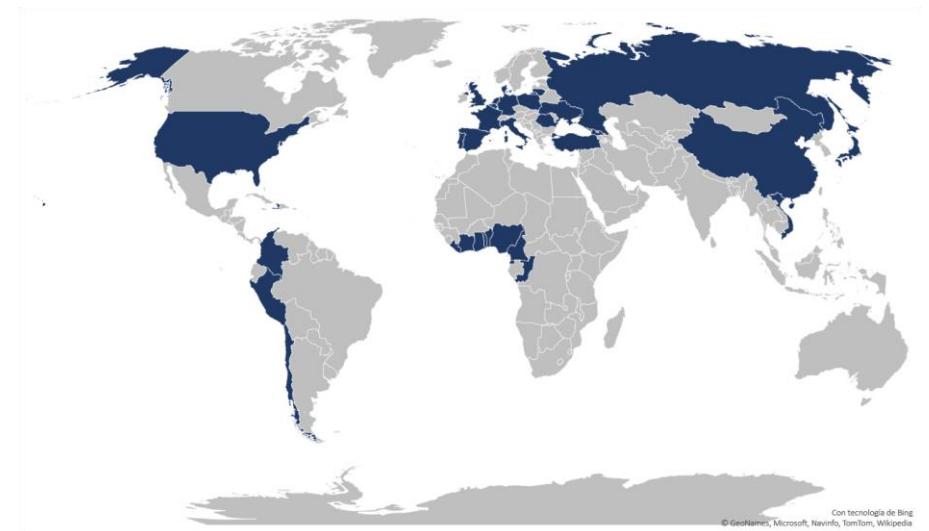 Con tecnología de Bing
© GeoNames, Microsoft, Navinfo, TomTom, Wikipedia